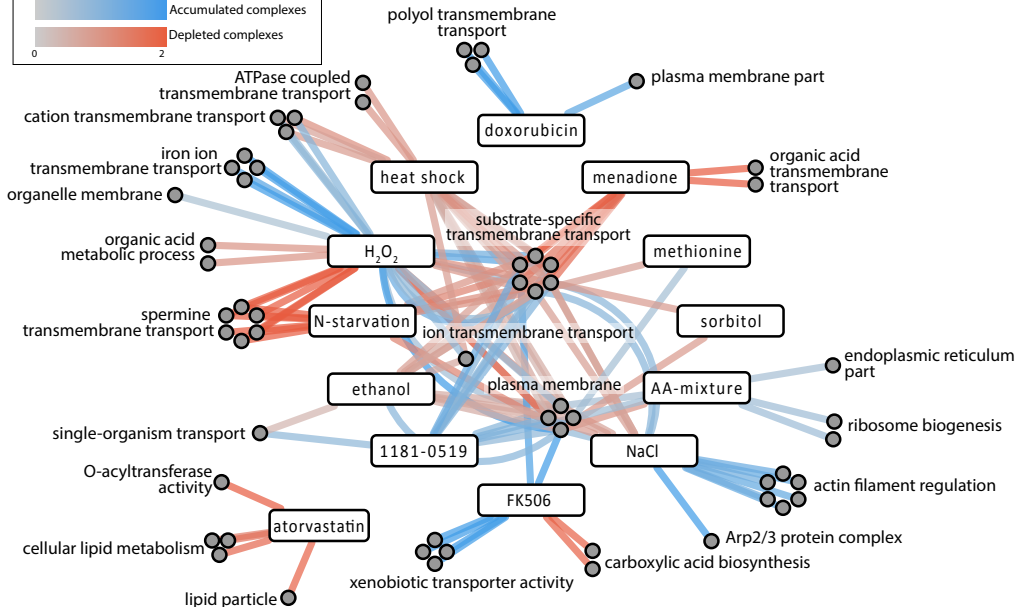 Accumulated complexes
Depleted complexes
0
2
polyol transmembrane
transport
plasma membrane part
ATPase coupled
transmembrane transport
cation transmembrane transport
doxorubicin
iron ion
transmembrane transport
organic acid
transmembrane
transport
heat shock
menadione
organelle membrane
substrate-specific
transmembrane transport
organic acid
metabolic process
H2O2
methionine
spermine
transmembrane transport
N-starvation
sorbitol
ion transmembrane transport
endoplasmic reticulum
part
ethanol
plasma membrane
AA-mixture
single-organism transport
ribosome biogenesis
1181-0519
NaCl
O-acyltransferase
activity
actin filament regulation
FK506
atorvastatin
Arp2/3 protein complex
cellular lipid metabolism
carboxylic acid biosynthesis
xenobiotic transporter activity
lipid particle